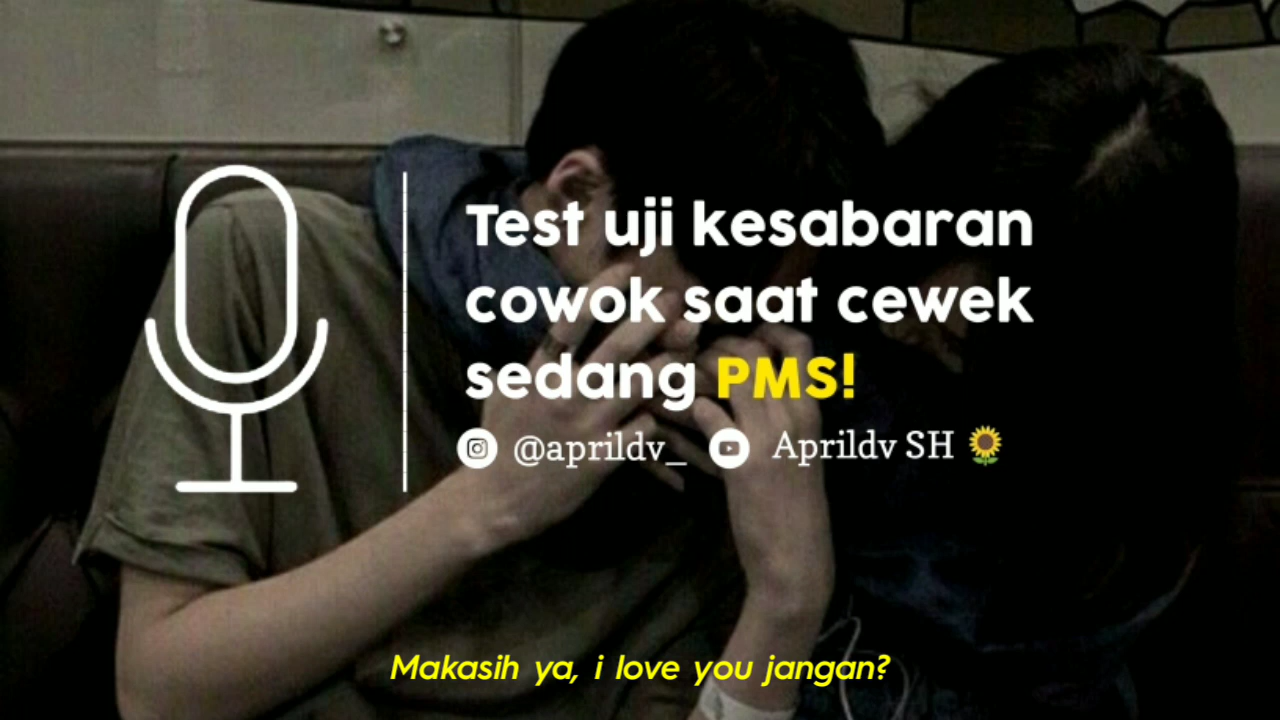 Test uji kesabaran
cowok saat cewek
sedang PMS!
@aprildv_ Aprildv SH 🌻
Makasih ya, i love you jangan?